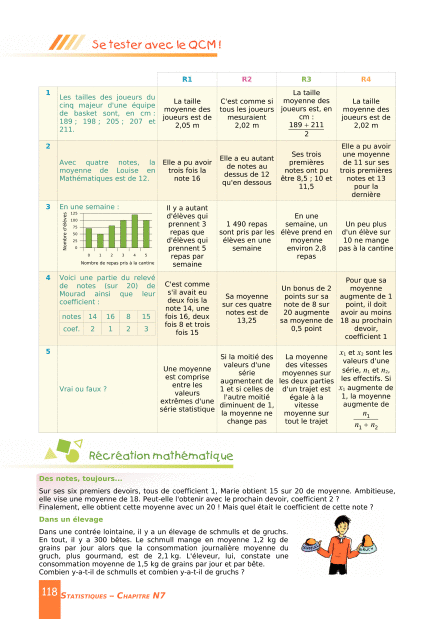 Se tester avec le QCM !
R1 R2 R3 R4
1
Les tailles des joueurs du
cinq majeur d'une équipe
de basket sont, en cm :
189 ; 198 ; 205 ; 207 et
211.
La taille
moyenne des
joueurs est de
2,05 m
C'est comme si
tous les joueurs
mesuraient
2,02 m
La taille
moyenne des
joueurs est, en
cm :
189 + 211
2
La taille
moyenne des
joueurs est de
2,02 m
2
Avec quatre notes, la
moyenne de Louise en
Mathématiques est de 12.
Elle a pu avoir
trois fois la
note 16
Elle a eu autant
de notes au
dessus de 12
qu'en dessous
Ses trois
premières
notes ont pu
être 8,5 ; 10 et
11,5
Elle a pu avoir
une moyenne
de 11 sur ses
trois premières
notes et 13
pour la
dernière
3
En une semaine :
Nombre d'élèves
125
100
75
50
25
0
0 1 2 3 4 5
Nombre de repas pris à la cantine
Il y a autant
d'élèves qui
prennent 3
repas que
d'élèves qui
prennent 5
repas par
semaine
1 490 repas
sont pris par les
élèves en une
semaine
En une
semaine, un
élève prend en
moyenne
environ 2,8
repas
Un peu plus
d'un élève sur
10 ne mange
pas à la cantine
4
Voici une partie du relevé
de notes (sur 20) de
Mourad ainsi que leur
coefficient :
notes 14 16 8 15
coef. 2 1 2 3
C'est comme
s'il avait eu
deux fois la
note 14, une
fois 16, deux
fois 8 et trois
fois 15
Sa moyenne
sur ces quatre
notes est de
13,25
Un bonus de 2
points sur sa
note de 8 sur
20 augmente
sa moyenne de
0,5 point
Pour que sa
moyenne
augmente de 1
point, il doit
avoir au moins
18 au prochain
devoir,
coefficient 1
5
Vrai ou faux ?
Une moyenne
est comprise
entre les
valeurs
extrêmes d'une
série statistique
Si la moitié des
valeurs d'une
série
augmentent de
1 et si celles de
l'autre moitié
diminuent de 1,
la moyenne ne
change pas
La moyenne
des vitesses
moyennes sur
les deux parties
d'un trajet est
égale à la
vitesse
moyenne sur
tout le trajet
x₁ et x₂ sont les
valeurs d'une
série, n₁ et n₂,
les effectifs. Si
x₁ augmente de
1, la moyenne
augmente de
n₁
n₁ + n₂
Récréation mathématique
Des notes, toujours...
Sur ses six premiers devoirs, tous de coefficient 1, Marie obtient 15 sur 20 de moyenne. Ambitieuse,
elle vise une moyenne de 18. Peut-elle l'obtenir avec le prochain devoir, coefficient 2 ?
Finalement, elle obtient cette moyenne avec un 20 ! Mais quel était le coefficient de cette note ?
Dans un élevage
Dans une contrée lointaine, il y a un élevage de schmulls et de gruchs.
En tout, il y a 300 bêtes. Le schmull mange en moyenne 1,2 kg de
grains par jour alors que la consommation journalière moyenne du
gruch, plus gourmand, est de 2,1 kg. L'éleveur, lui, constate une
consommation moyenne de 1,5 kg de grains par jour et par bête.
Combien y-a-t-il de schmulls et combien y-a-t-il de gruchs ?
118 STATISTIQUES – CHAPITRE N7